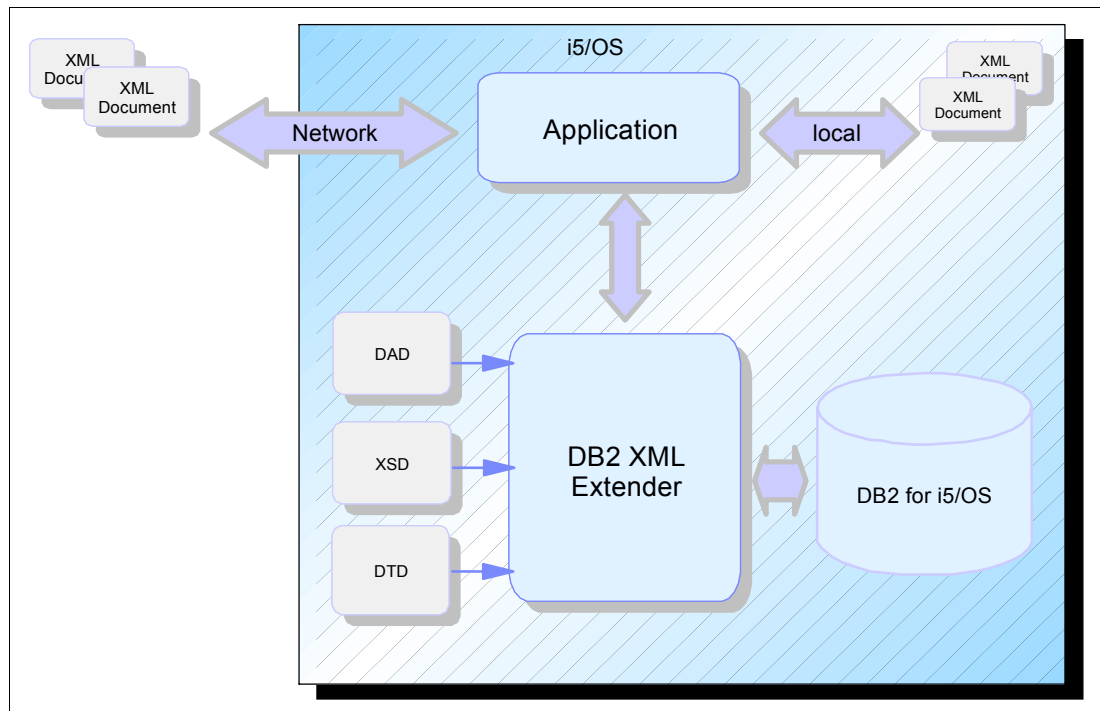 i5/OS
XML
Docu
XML
Document
Network
Application
local
XML
Document
XML
Document
DAD
XSD
DTD
DB2 XML
Extender
DB2 for i5/OS